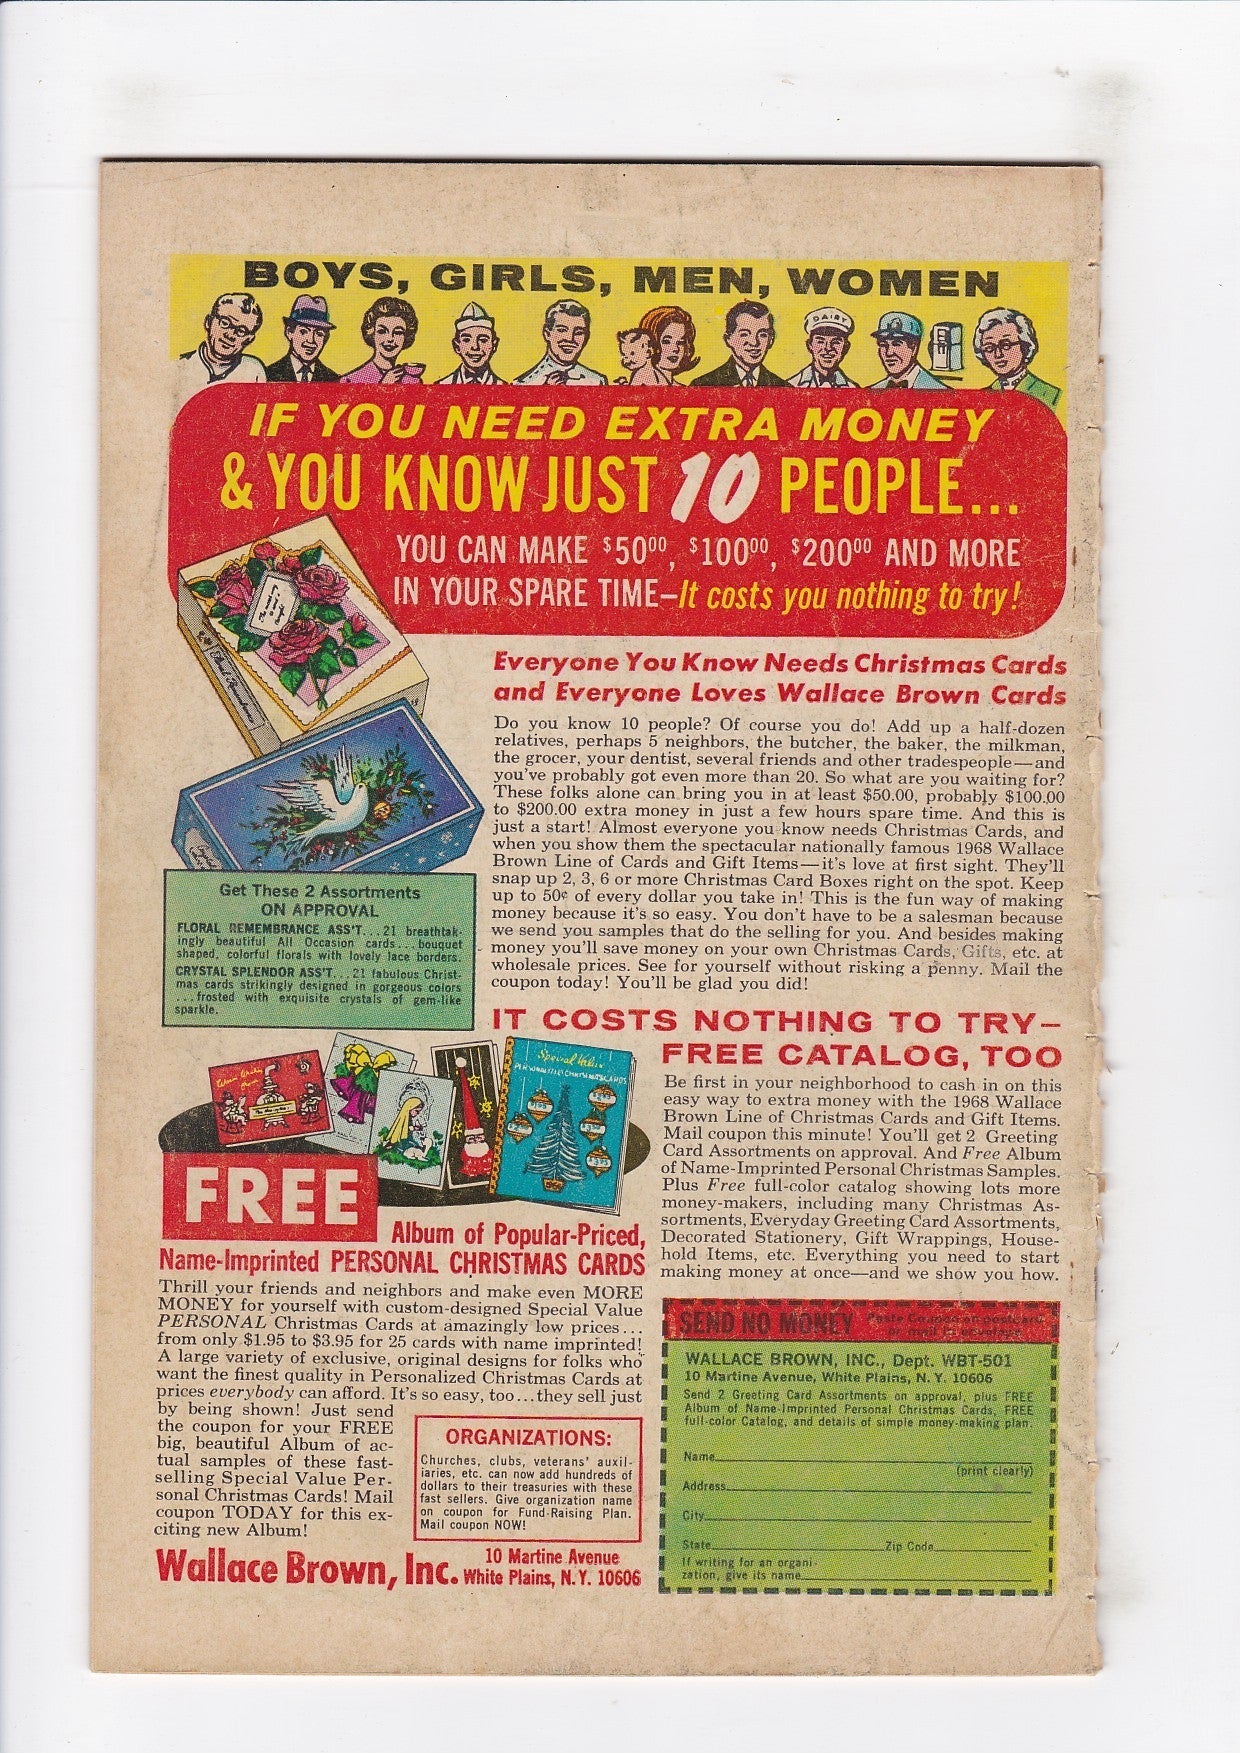 BOYS, GIRLS, MEN, WOMEN
DAIRY
IF YOU NEED EXTRA MONEY
& YOU KNOW JUST 10 PEOPLE...
YOU CAN MAKE $50⁰⁰, $100⁰⁰, $200⁰⁰ AND MORE
IN YOUR SPARE TIME—It costs you nothing to try!
Everyone You Know Needs Christmas Cards
and Everyone Loves Wallace Brown Cards
Do you know 10 people? Of course you do! Add up a half-dozen
relatives, perhaps 5 neighbors, the butcher, the baker, the milkman,
the grocer, your dentist, several friends and other tradespeople—and
you've probably got even more than 20. So what are you waiting for?
These folks alone can bring you in at least $50.00, probably $100.00
to $200.00 extra money in just a few hours spare time. And this is
just a start! Almost everyone you know needs Christmas Cards, and
when you show them the spectacular nationally famous 1968 Wallace
Brown Line of Cards and Gift Items—it's love at first sight. They'll
snap up 2, 3, 6 or more Christmas Card Boxes right on the spot. Keep
up to 50¢ of every dollar you take in! This is the fun way of making
money because it's so easy. You don't have to be a salesman because
we send you samples that do the selling for you. And besides making
money you'll save money on your own Christmas Cards, Gifts, etc. at
wholesale prices. See for yourself without risking a penny. Mail the
coupon today! You'll be glad you did!
Get These 2 Assortments
ON APPROVAL
FLORAL REMEMBRANCE ASS'T....21 breathtak-
ingly beautiful All Occasion cards...bouquet
shaped, colorful florals with lovely lace borders.
CRYSTAL SPLENDOR ASS'T...21 fabulous Christ-
mas cards strikingly designed in gorgeous colors
...frosted with exquisite crystals of gem-like
sparkle.
IT COSTS NOTHING TO TRY—
FREE CATALOG, TOO
Be first in your neighborhood to cash in on this
easy way to extra money with the 1968 Wallace
Brown Line of Christmas Cards and Gift Items.
Mail coupon this minute! You'll get 2 Greeting
Card Assortments on approval. And Free Album
of Name-Imprinted Personal Christmas Samples.
Plus Free full-color catalog showing lots more
money-makers, including many Christmas As-
sortments, Everyday Greeting Card Assortments,
Decorated Stationery, Gift Wrappings, House-
hold Items, etc. Everything you need to start
making money at once—and we show you how.
Special Value
PERSONALIZED CHRISTMAS CARDS
FREE
Album of Popular-Priced,
Name-Imprinted PERSONAL CHRISTMAS CARDS
Thrill your friends and neighbors and make even MORE
MONEY for yourself with custom-designed Special Value
PERSONAL Christmas Cards at amazingly low prices...
from only $1.95 to $3.95 for 25 cards with name imprinted!
A large variety of exclusive, original designs for folks who
want the finest quality in Personalized Christmas Cards at
prices everybody can afford. It's so easy, too...they sell just
by being shown! Just send
the coupon for your FREE
big, beautiful Album of ac-
tual samples of these fast-
selling Special Value Per-
sonal Christmas Cards! Mail
coupon TODAY for this ex-
citing new Album!
ORGANIZATIONS:
Churches, clubs, veterans' auxil-
iaries, etc. can now add hundreds of
dollars to their treasuries with these
fast sellers. Give organization name
on coupon for Fund-Raising Plan.
Mail coupon NOW!
Wallace Brown, Inc. 10 Martine Avenue
White Plains, N.Y. 10606
SEND NO MONEY Paste Coupon on postcard
or mail in envelope
WALLACE BROWN, INC., Dept. WBT-501
10 Martine Avenue, White Plains, N.Y. 10606
Send 2 Greeting Card Assortments on approval, plus FREE
Album of Name-Imprinted Personal Christmas Cards, FREE
full-color Catalog, and details of simple money-making plan.
Name
(print clearly)
Address
City
State Zip Code
If writing for an organi-
zation, give its name